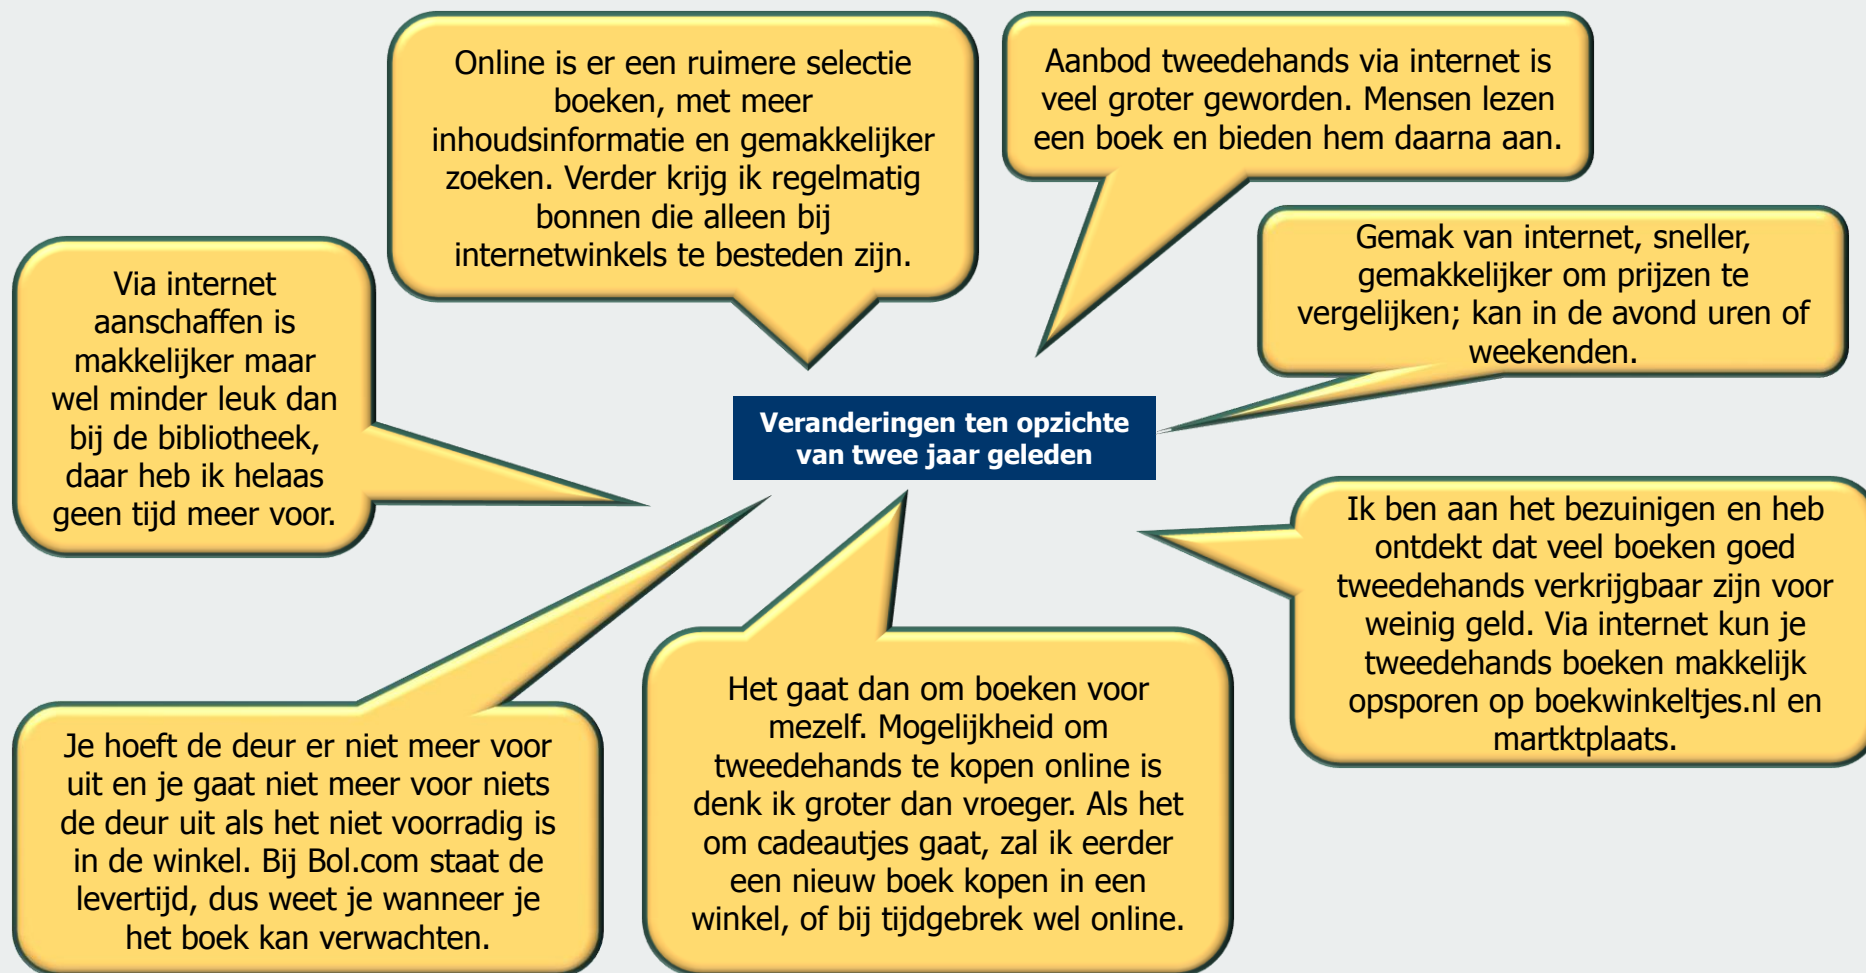 Online is er een ruimere selectie
boeken, met meer
inhoudsinformatie en gemakkelijker
zoeken. Verder krijg ik regelmatig
bonnen die alleen bij
internetwinkels te besteden zijn.
Aanbod tweedehands via internet is
veel groter geworden. Mensen lezen
een boek en bieden hem daarna aan.
Gemak van internet, sneller,
gemakkelijker om prijzen te
vergelijken; kan in de avond uren of
weekenden.
Via internet
aanschaffen is
makkelijker maar
wel minder leuk dan
bij de bibliotheek,
daar heb ik helaas
geen tijd meer voor.
Veranderingen ten opzichte
van twee jaar geleden
Ik ben aan het bezuinigen en heb
ontdekt dat veel boeken goed
tweedehands verkrijgbaar zijn voor
weinig geld. Via internet kun je
tweedehands boeken makkelijk
opsporen op boekwinkeltjes.nl en
martktplaats.
Je hoeft de deur er niet meer voor
uit en je gaat niet meer voor niets
de deur uit als het niet voorradig is
in de winkel. Bij Bol.com staat de
levertijd, dus weet je wanneer je
het boek kan verwachten.
Het gaat dan om boeken voor
mezelf. Mogelijkheid om
tweedehands te kopen online is
denk ik groter dan vroeger. Als het
om cadeautjes gaat, zal ik eerder
een nieuw boek kopen in een
winkel, of bij tijdgebrek wel online.